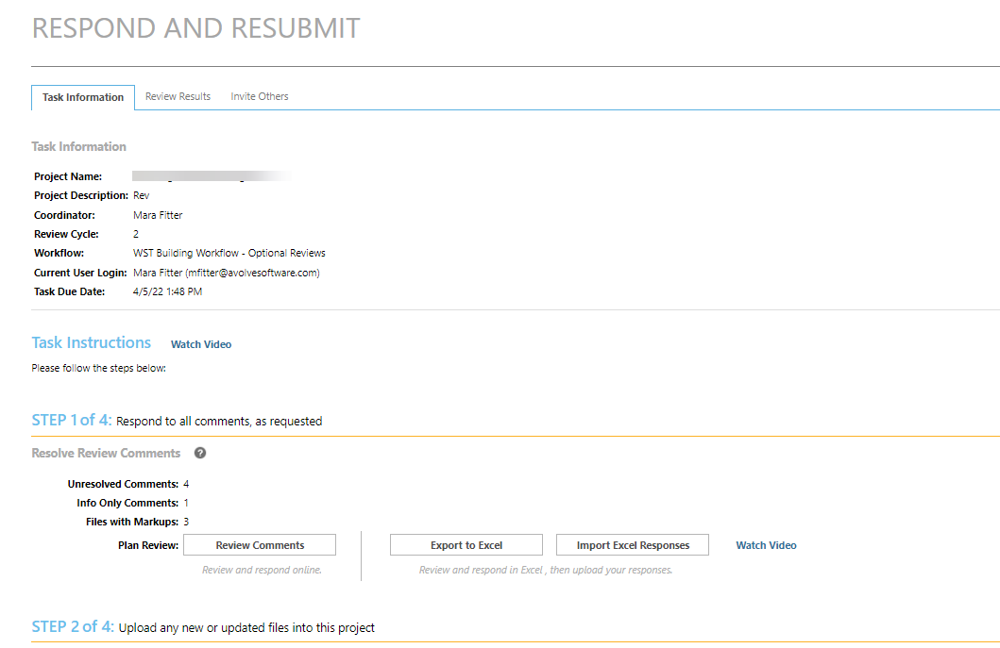 RESPOND AND RESUBMIT
Task Information Review Results Invite Others
Task Information
Project Name:
Project Description: Rev
Coordinator: Mara Fitter
Review Cycle: 2
Workflow: WST Building Workflow - Optional Reviews
Current User Login: Mara Fitter (mfitter@avolvesoftware.com)
Task Due Date: 4/5/22 1:48 PM
Task Instructions Watch Video
Please follow the steps below:
STEP 1 of 4: Respond to all comments, as requested
Resolve Review Comments ?
Unresolved Comments: 4
Info Only Comments: 1
Files with Markups: 3
Plan Review: Review Comments Export to Excel Import Excel Responses Watch Video
Review and respond online. Review and respond in Excel , then upload your responses.
STEP 2 of 4: Upload any new or updated files into this project